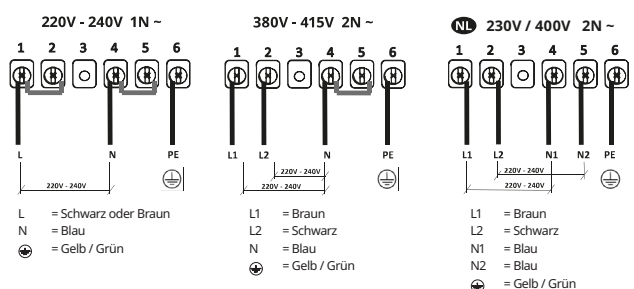 220V - 240V 1N ~
1 2 3 4 5 6
L N PE
220V - 240V
L = Schwarz oder Braun
N = Blau
= Gelb / Grün
380V - 415V 2N ~
1 2 3 4 5 6
L1 L2 N PE
220V - 240V
220V - 240V
L1 = Braun
L2 = Schwarz
N = Blau
= Gelb / Grün
NL 230V / 400V 2N ~
1 2 3 4 5 6
L1 L2 N1 N2 PE
220V - 240V
220V - 240V
L1 = Braun
L2 = Schwarz
N1 = Blau
N2 = Blau
= Gelb / Grün